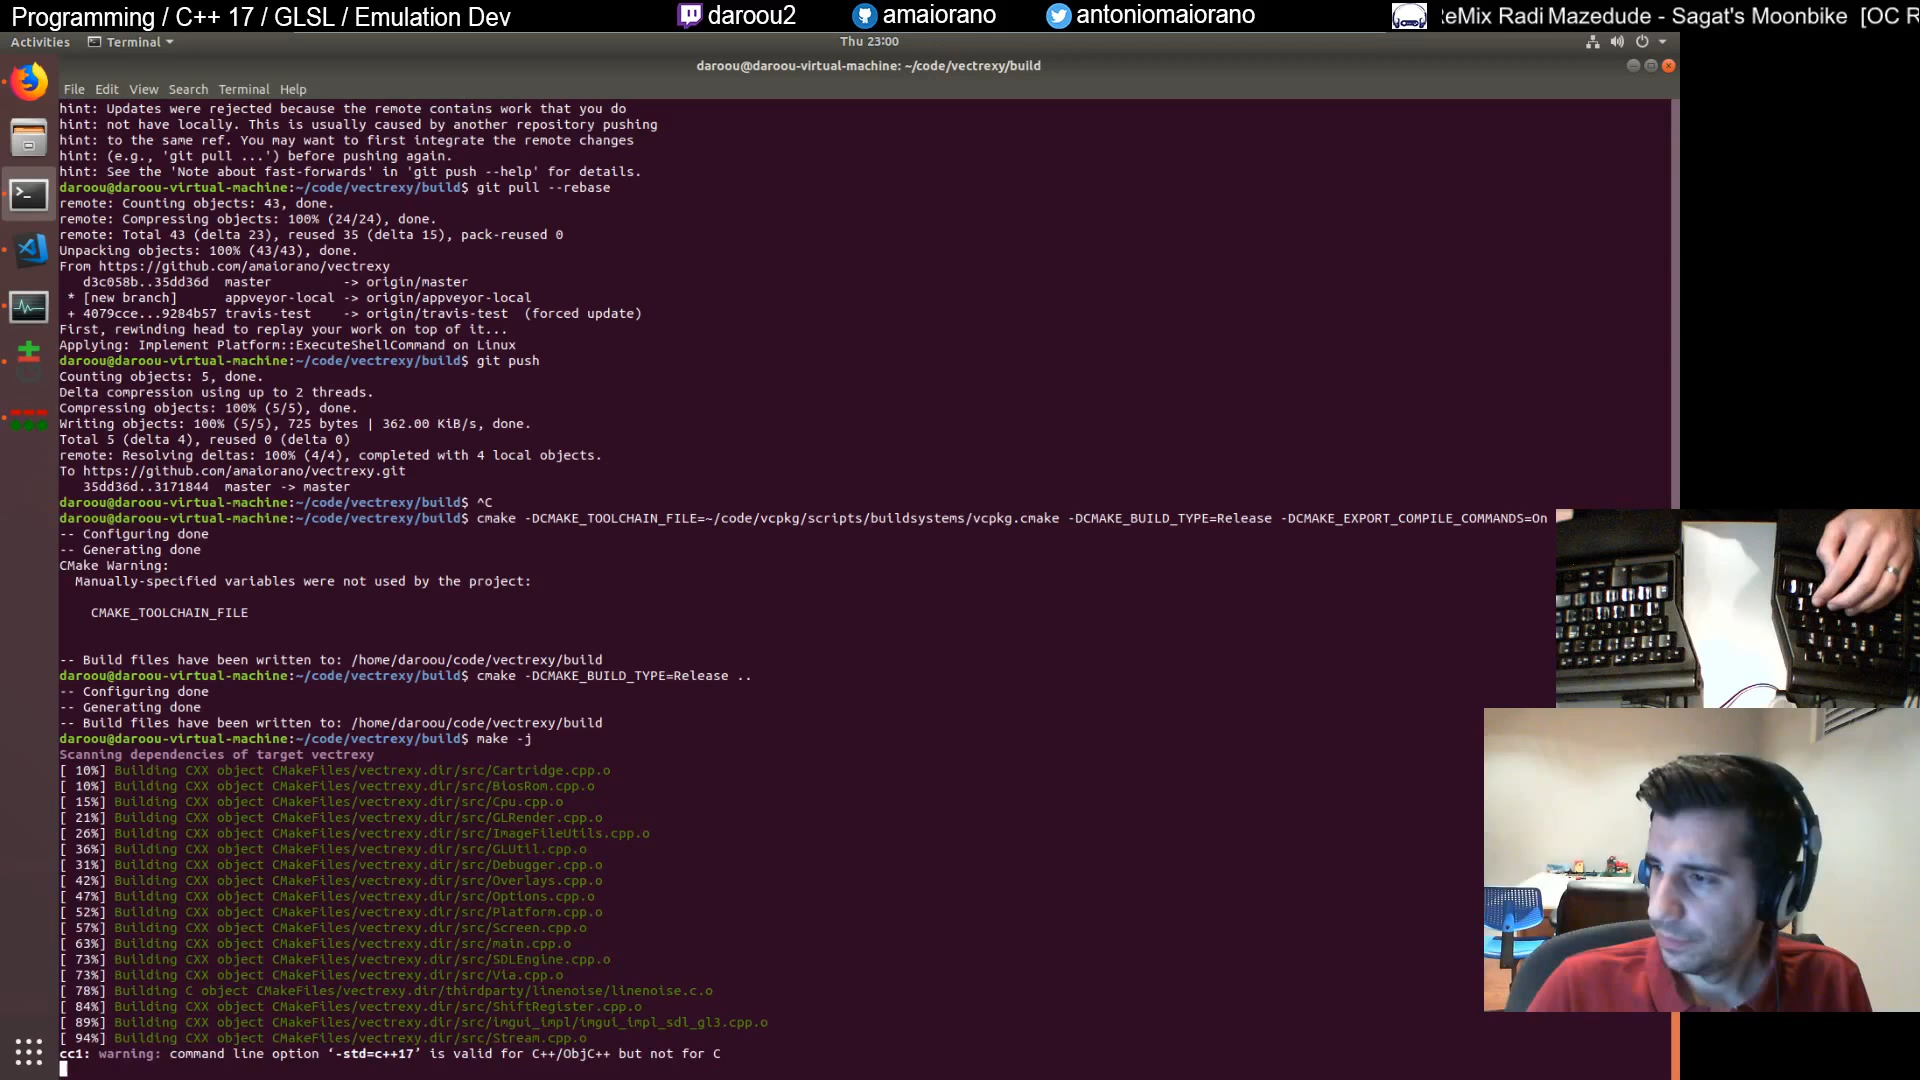 Programming / C++ 17 / GLSL / Emulation Dev
daroou2
amaiorano
antoniomaiorano
ReMix Radi Mazedude - Sagat's Moonbike [OC R
Activities
Terminal
Thu 23:00
daroou@daroou-virtual-machine: ~/code/vectrexy/build
File Edit View Search Terminal Help
hint: Updates were rejected because the remote contains work that you do
hint: not have locally. This is usually caused by another repository pushing
hint: to the same ref. You may want to first integrate the remote changes
hint: (e.g., 'git pull ...') before pushing again.
hint: See the 'Note about fast-forwards' in 'git push --help' for details.
daroou@daroou-virtual-machine:~/code/vectrexy/build$ git pull --rebase
remote: Counting objects: 43, done.
remote: Compressing objects: 100% (24/24), done.
remote: Total 43 (delta 23), reused 35 (delta 15), pack-reused 0
Unpacking objects: 100% (43/43), done.
From https://github.com/amaiorano/vectrexy
d3c058b..35dd36d master -> origin/master
* [new branch] appveyor-local -> origin/appveyor-local
+ 4079cce...9284b57 travis-test -> origin/travis-test (forced update)
First, rewinding head to replay your work on top of it...
Applying: Implement Platform::ExecuteShellCommand on Linux
daroou@daroou-virtual-machine:~/code/vectrexy/build$ git push
Counting objects: 5, done.
Delta compression using up to 2 threads.
Compressing objects: 100% (5/5), done.
Writing objects: 100% (5/5), 725 bytes | 362.00 KiB/s, done.
Total 5 (delta 4), reused 0 (delta 0)
remote: Resolving deltas: 100% (4/4), completed with 4 local objects.
To https://github.com/amaiorano/vectrexy.git
35dd36d..3171844 master -> master
daroou@daroou-virtual-machine:~/code/vectrexy/build$ ^C
daroou@daroou-virtual-machine:~/code/vectrexy/build$ cmake -DCMAKE_TOOLCHAIN_FILE=~/code/vcpkg/scripts/buildsystems/vcpkg.cmake -DCMAKE_BUILD_TYPE=Release -DCMAKE_EXPORT_COMPILE_COMMANDS=On
-- Configuring done
-- Generating done
CMake Warning:
Manually-specified variables were not used by the project:
CMAKE_TOOLCHAIN_FILE
-- Build files have been written to: /home/daroou/code/vectrexy/build
daroou@daroou-virtual-machine:~/code/vectrexy/build$ cmake -DCMAKE_BUILD_TYPE=Release ..
-- Configuring done
-- Generating done
-- Build files have been written to: /home/daroou/code/vectrexy/build
daroou@daroou-virtual-machine:~/code/vectrexy/build$ make -j
Scanning dependencies of target vectrexy
[ 10%] Building CXX object CMakeFiles/vectrexy.dir/src/Cartridge.cpp.o
[ 10%] Building CXX object CMakeFiles/vectrexy.dir/src/BiosRom.cpp.o
[ 15%] Building CXX object CMakeFiles/vectrexy.dir/src/Cpu.cpp.o
[ 21%] Building CXX object CMakeFiles/vectrexy.dir/src/GLRender.cpp.o
[ 26%] Building CXX object CMakeFiles/vectrexy.dir/src/ImageFileUtils.cpp.o
[ 36%] Building CXX object CMakeFiles/vectrexy.dir/src/GLUtil.cpp.o
[ 31%] Building CXX object CMakeFiles/vectrexy.dir/src/Debugger.cpp.o
[ 42%] Building CXX object CMakeFiles/vectrexy.dir/src/Overlays.cpp.o
[ 47%] Building CXX object CMakeFiles/vectrexy.dir/src/Options.cpp.o
[ 52%] Building CXX object CMakeFiles/vectrexy.dir/src/Platform.cpp.o
[ 57%] Building CXX object CMakeFiles/vectrexy.dir/src/Screen.cpp.o
[ 63%] Building CXX object CMakeFiles/vectrexy.dir/src/main.cpp.o
[ 73%] Building CXX object CMakeFiles/vectrexy.dir/src/SDLEngine.cpp.o
[ 73%] Building CXX object CMakeFiles/vectrexy.dir/src/Via.cpp.o
[ 78%] Building C object CMakeFiles/vectrexy.dir/thirdparty/linenoise/linenoise.c.o
[ 84%] Building CXX object CMakeFiles/vectrexy.dir/src/ShiftRegister.cpp.o
[ 89%] Building CXX object CMakeFiles/vectrexy.dir/src/imgui_impl/imgui_impl_sdl_gl3.cpp.o
[ 94%] Building CXX object CMakeFiles/vectrexy.dir/src/Stream.cpp.o
cc1: warning: command line option ‘-std=c++17’ is valid for C++/ObjC++ but not for C